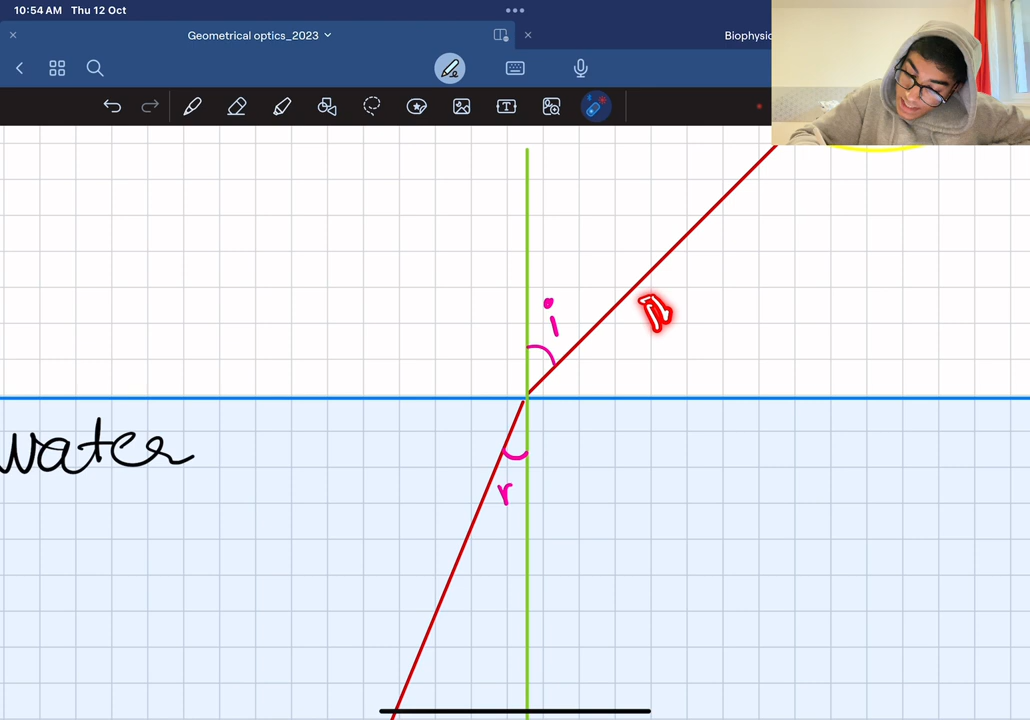 10:54 AM Thu 12 Oct
Geometrical optics_2023
Biophysic
i
water
r